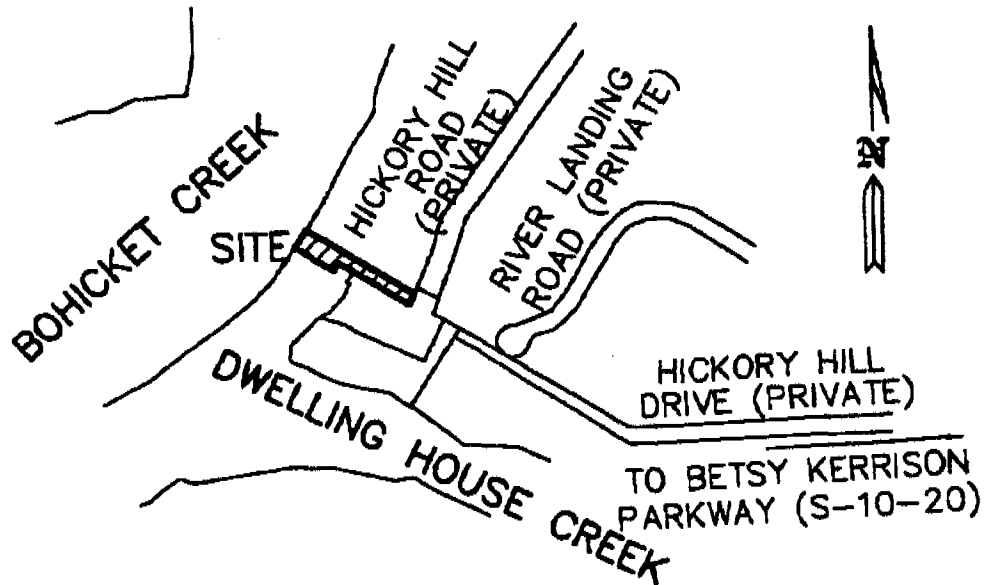 HICKORY HILL
ROAD
(PRIVATE)
RIVER LANDING
ROAD (PRIVATE)
N
BOHICKET CREEK
SITE
DWELLING HOUSE CREEK
HICKORY HILL
DRIVE (PRIVATE)
TO BETSY KERRISON
PARKWAY (S-10-20)